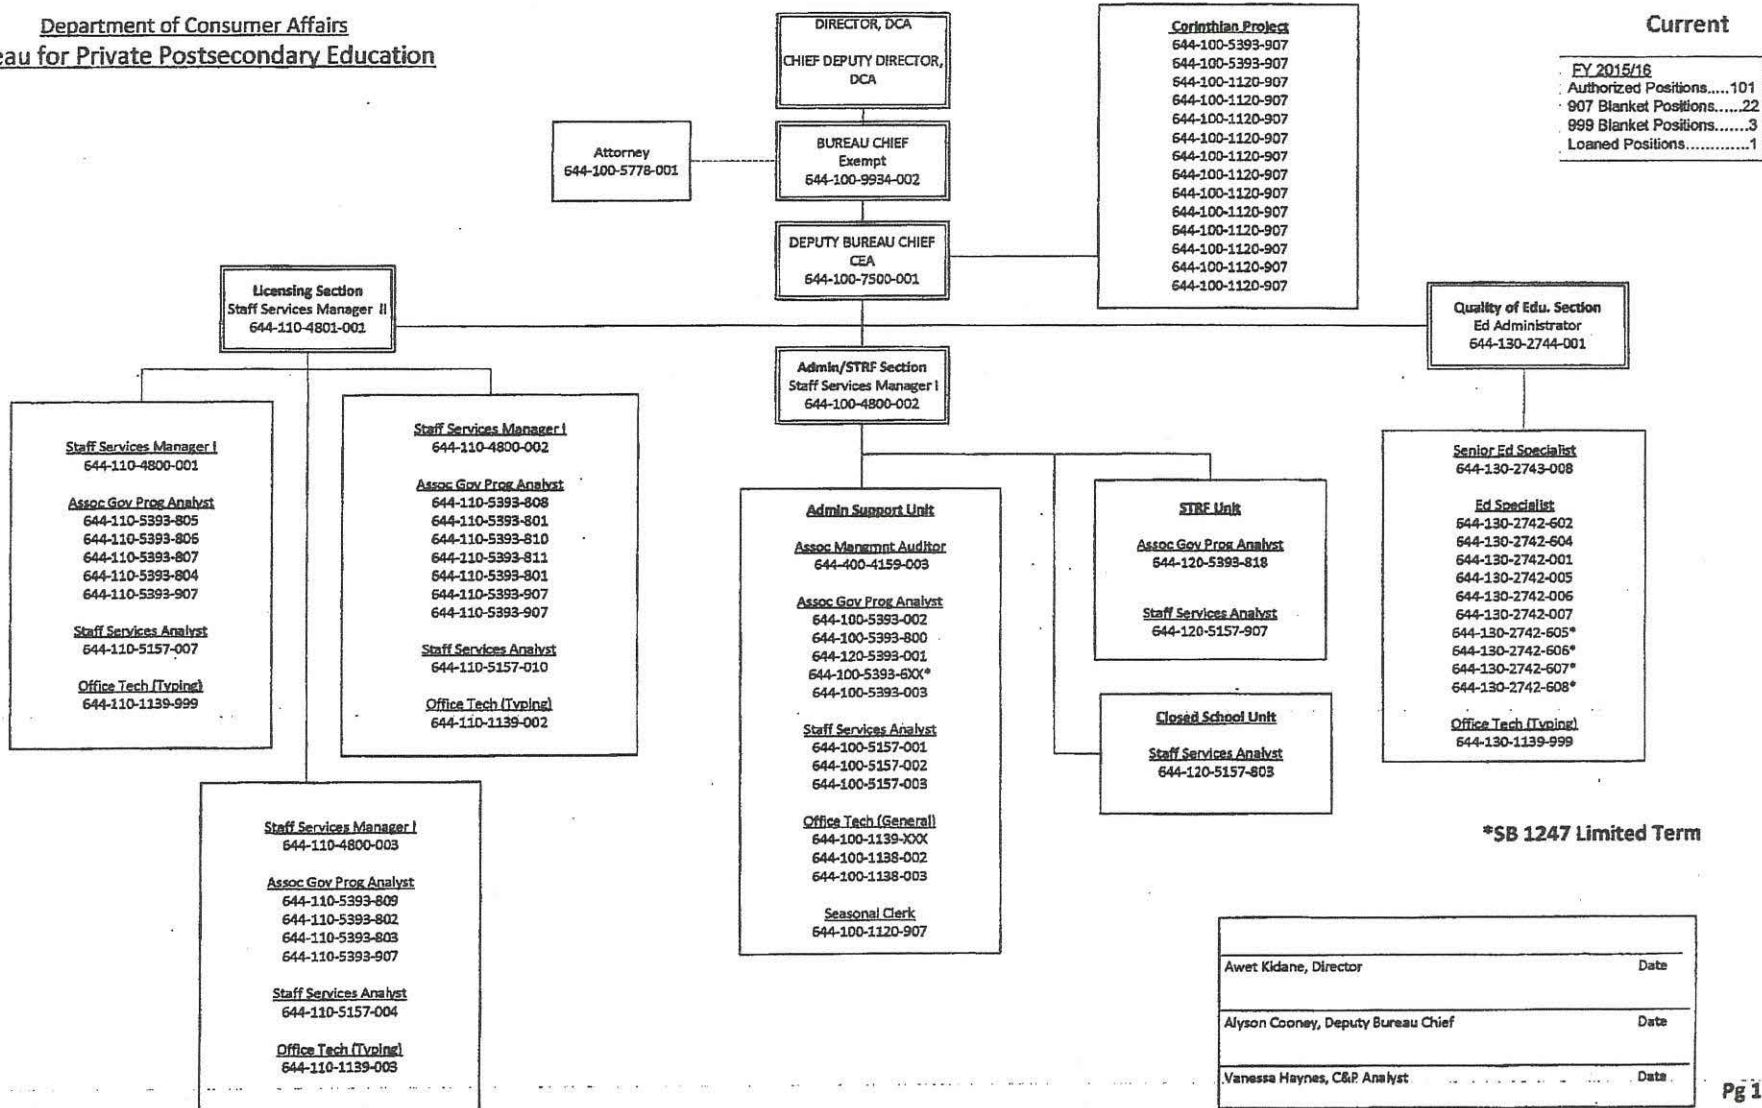 Department of Consumer Affairs
eau for Private Postsecondary Education
DIRECTOR, DCA
CHIEF DEPUTY DIRECTOR,
DCA
Attorney
644-100-5778-001
BUREAU CHIEF
Exempt
644-100-9934-002
DEPUTY BUREAU CHIEF
CEA
644-100-7500-001
Corinthian Project
644-100-5393-907
644-100-5393-907
644-100-1120-907
644-100-1120-907
644-100-1120-907
644-100-1120-907
644-100-1120-907
644-100-1120-907
644-100-1120-907
644-100-1120-907
644-100-1120-907
644-100-1120-907
644-100-1120-907
644-100-1120-907
Current
FY 2015/16
Authorized Positions.....101
907 Blanket Positions......22
999 Blanket Positions.......3
Loaned Positions.............1
Licensing Section
Staff Services Manager II
644-110-4801-001
Admin/STRF Section
Staff Services Manager I
644-100-4800-002
Quality of Edu. Section
Ed Administrator
644-130-2744-001
Staff Services Manager I
644-110-4800-001
Assoc Gov Prog Analyst
644-110-5393-805
644-110-5393-806
644-110-5393-807
644-110-5393-804
644-110-5393-907
Staff Services Analyst
644-110-5157-007
Office Tech (Typing)
644-110-1139-999
Staff Services Manager I
644-110-4800-002
Assoc Gov Prog Analyst
644-110-5393-808
644-110-5393-801
644-110-5393-810
644-110-5393-811
644-110-5393-801
644-110-5393-907
644-110-5393-907
Staff Services Analyst
644-110-5157-010
Office Tech (Typing)
644-110-1139-002
Staff Services Manager I
644-110-4800-003
Assoc Gov Prog Analyst
644-110-5393-809
644-110-5393-802
644-110-5393-803
644-110-5393-907
Staff Services Analyst
644-110-5157-004
Office Tech (Typing)
644-110-1139-003
Admin Support Unit
Assoc Mangmnt Auditor
644-400-4159-003
Assoc Gov Prog Analyst
644-100-5393-002
644-100-5393-800
644-120-5393-001
644-100-5393-6XX*
644-100-5393-003
Staff Services Analyst
644-100-5157-001
644-100-5157-002
644-100-5157-003
Office Tech (General)
644-100-1139-XXX
644-100-1138-002
644-100-1138-003
Seasonal Clerk
644-100-1120-907
STRF Unit
Assoc Gov Prog Analyst
644-120-5393-818
Staff Services Analyst
644-120-5157-907
Closed School Unit
Staff Services Analyst
644-120-5157-803
Senior Ed Specialist
644-130-2743-008
Ed Specialist
644-130-2742-602
644-130-2742-604
644-130-2742-001
644-130-2742-005
644-130-2742-006
644-130-2742-007
644-130-2742-605*
644-130-2742-606*
644-130-2742-607*
644-130-2742-608*
Office Tech (Typing)
644-130-1139-999
*SB 1247 Limited Term
Awet Kidane, Director Date
Alyson Cooney, Deputy Bureau Chief Date
Vanessa Haynes, C&P Analyst Date
Pg 1